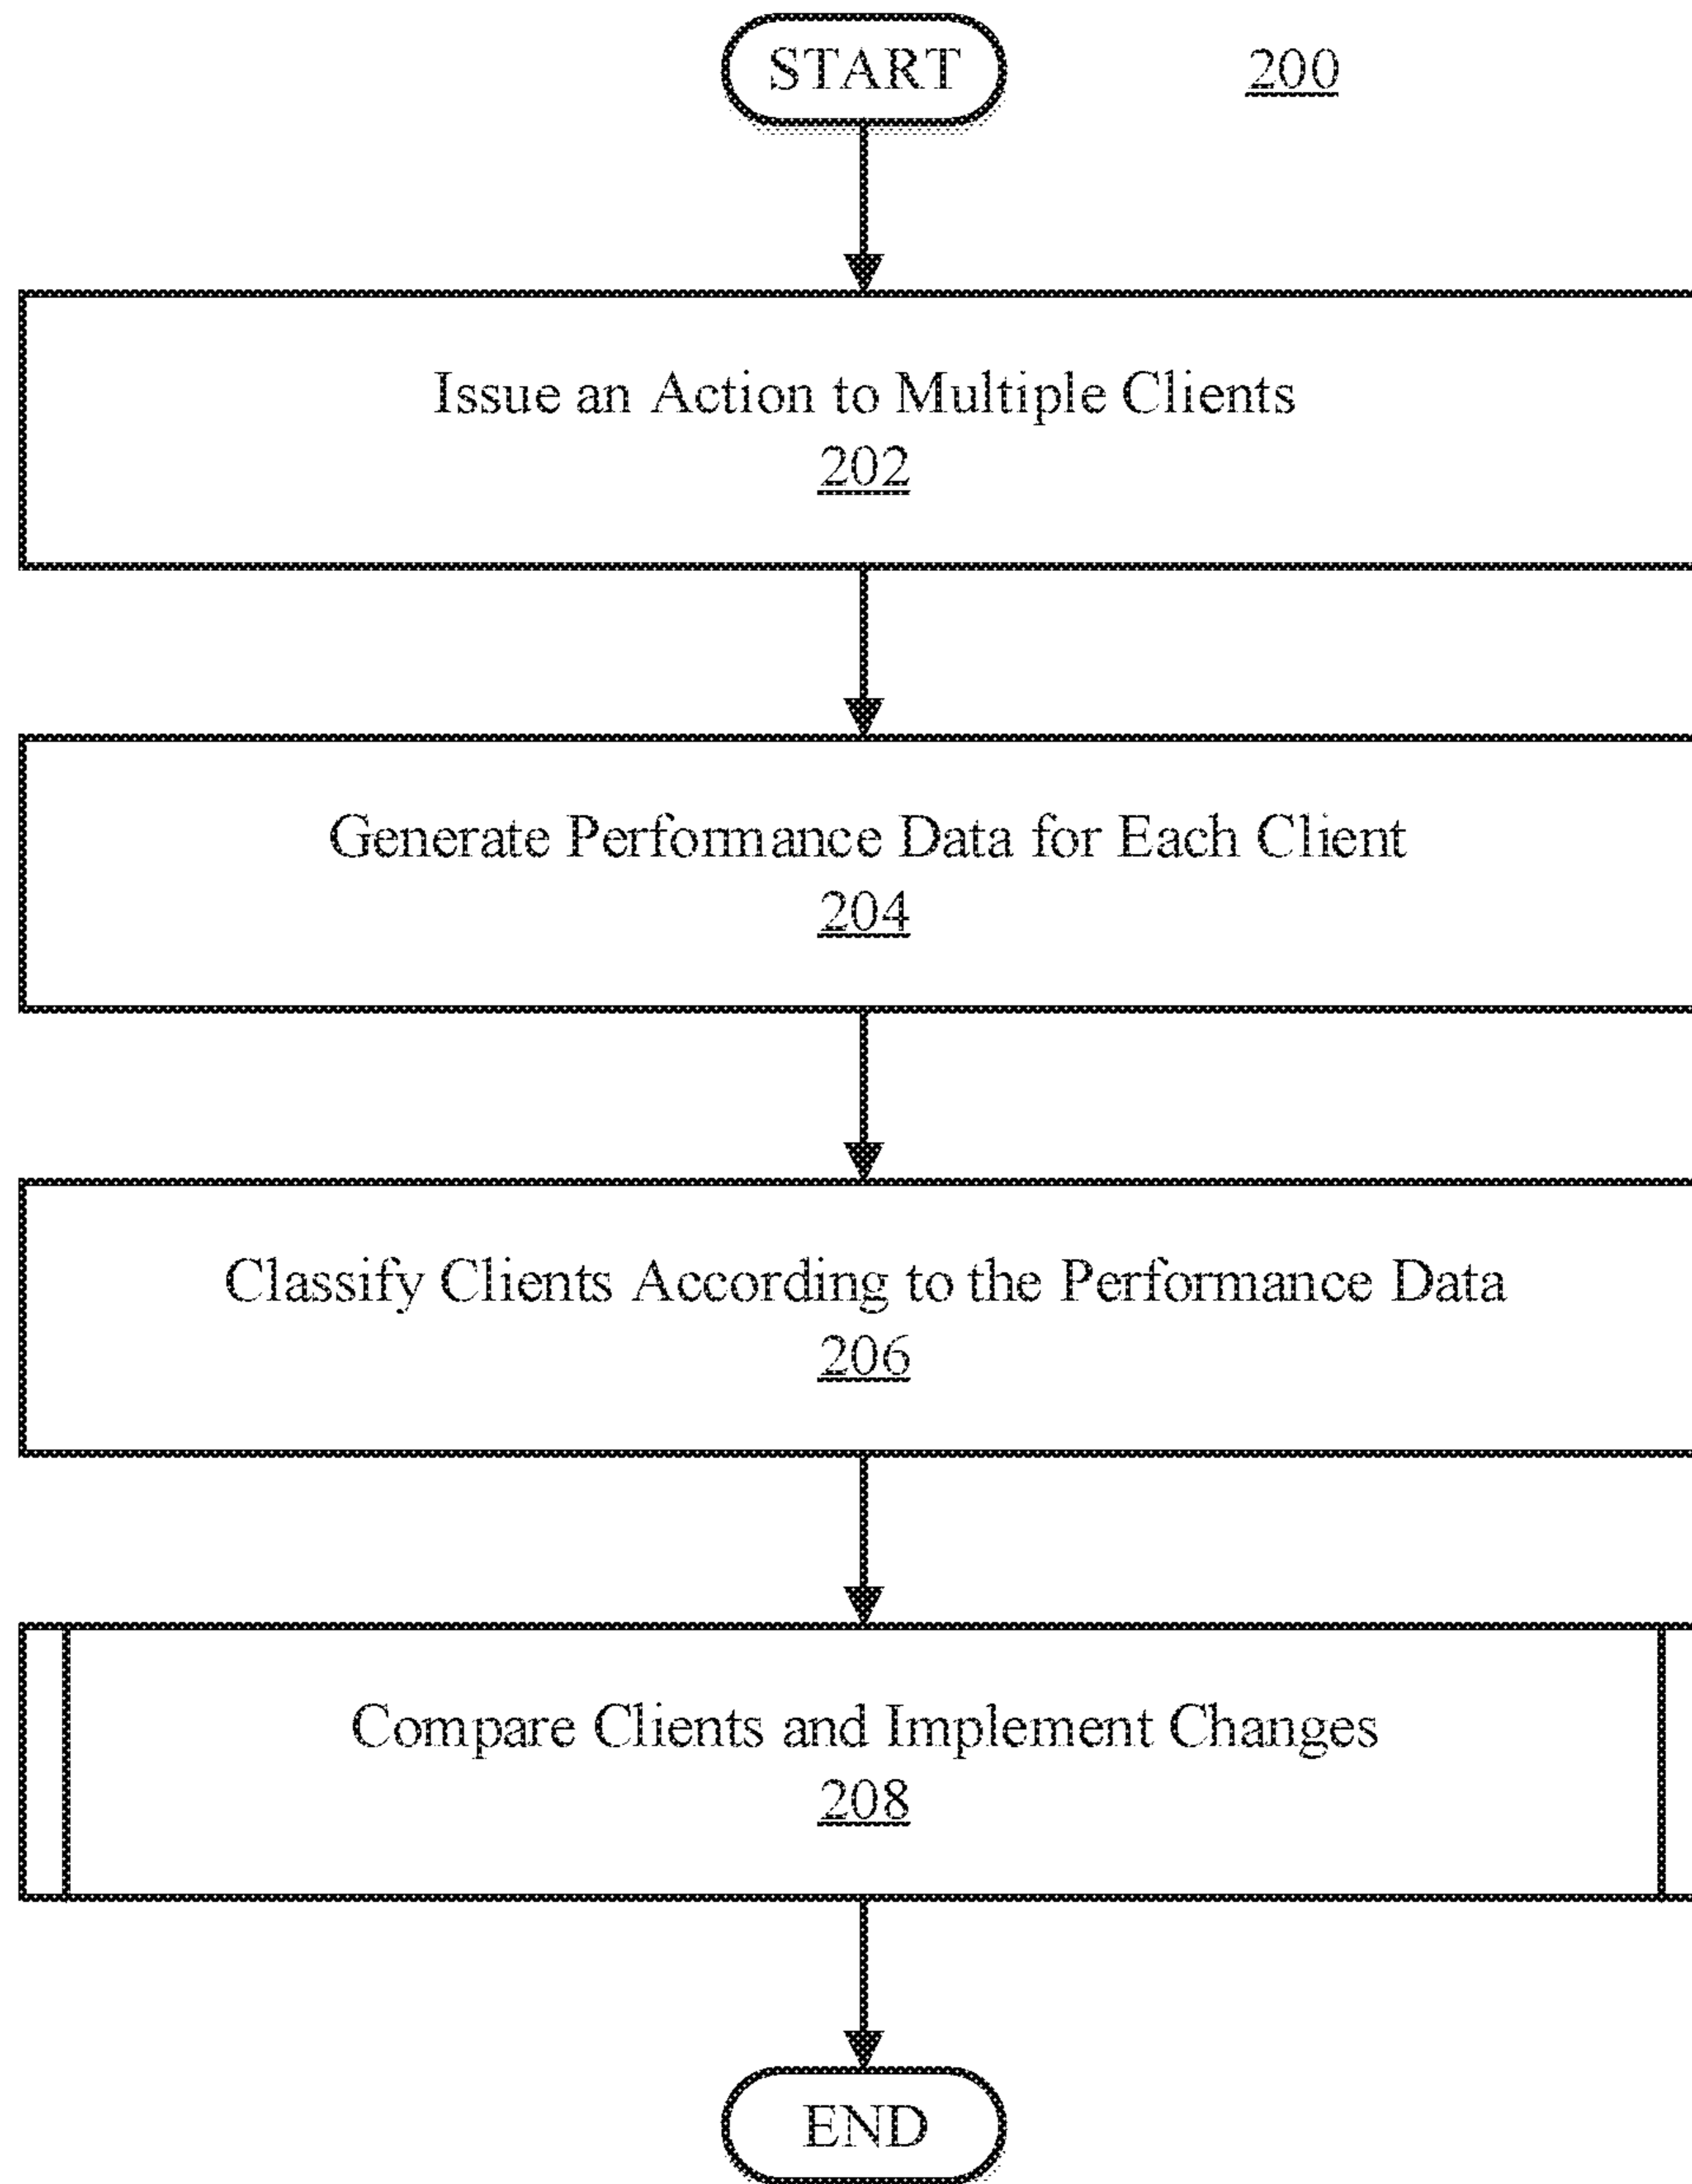 START
200
Issue an Action to Multiple Clients
202
Generate Performance Data for Each Client
204
Classify Clients According to the Performance Data
206
Compare Clients and Implement Changes
208
END